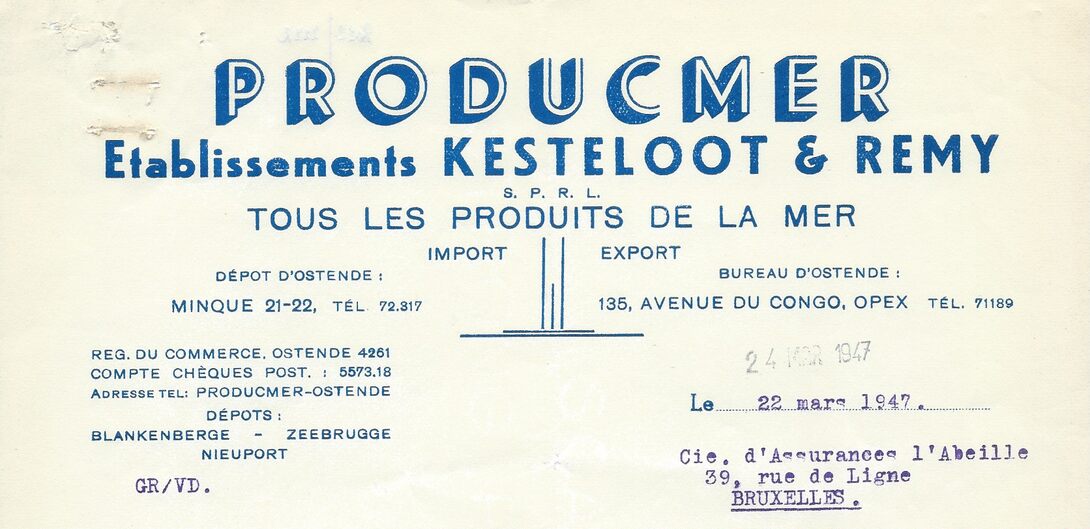 PRODUCMER
Etablissements KESTELOOT & REMY
S. P. R. L.
TOUS LES PRODUITS DE LA MER
IMPORT EXPORT
DÉPOT D'OSTENDE :
MINQUE 21-22, TÉL. 72.817
BUREAU D'OSTENDE :
135, AVENUE DU CONGO, OPEX TÉL. 71189
REG. DU COMMERCE, OSTENDE 4261
COMPTE CHÈQUES POST. : 5573.18
ADRESSE TEL: PRODUCMER-OSTENDE
DÉPOTS :
BLANKENBERGE - ZEEBRUGGE
NIEUPORT
GR/VD.
24 MAR 1947
Le 22 mars 1947.
Cie. d'Assurances l'Abeille
39, rue de Ligne
BRUXELLES.